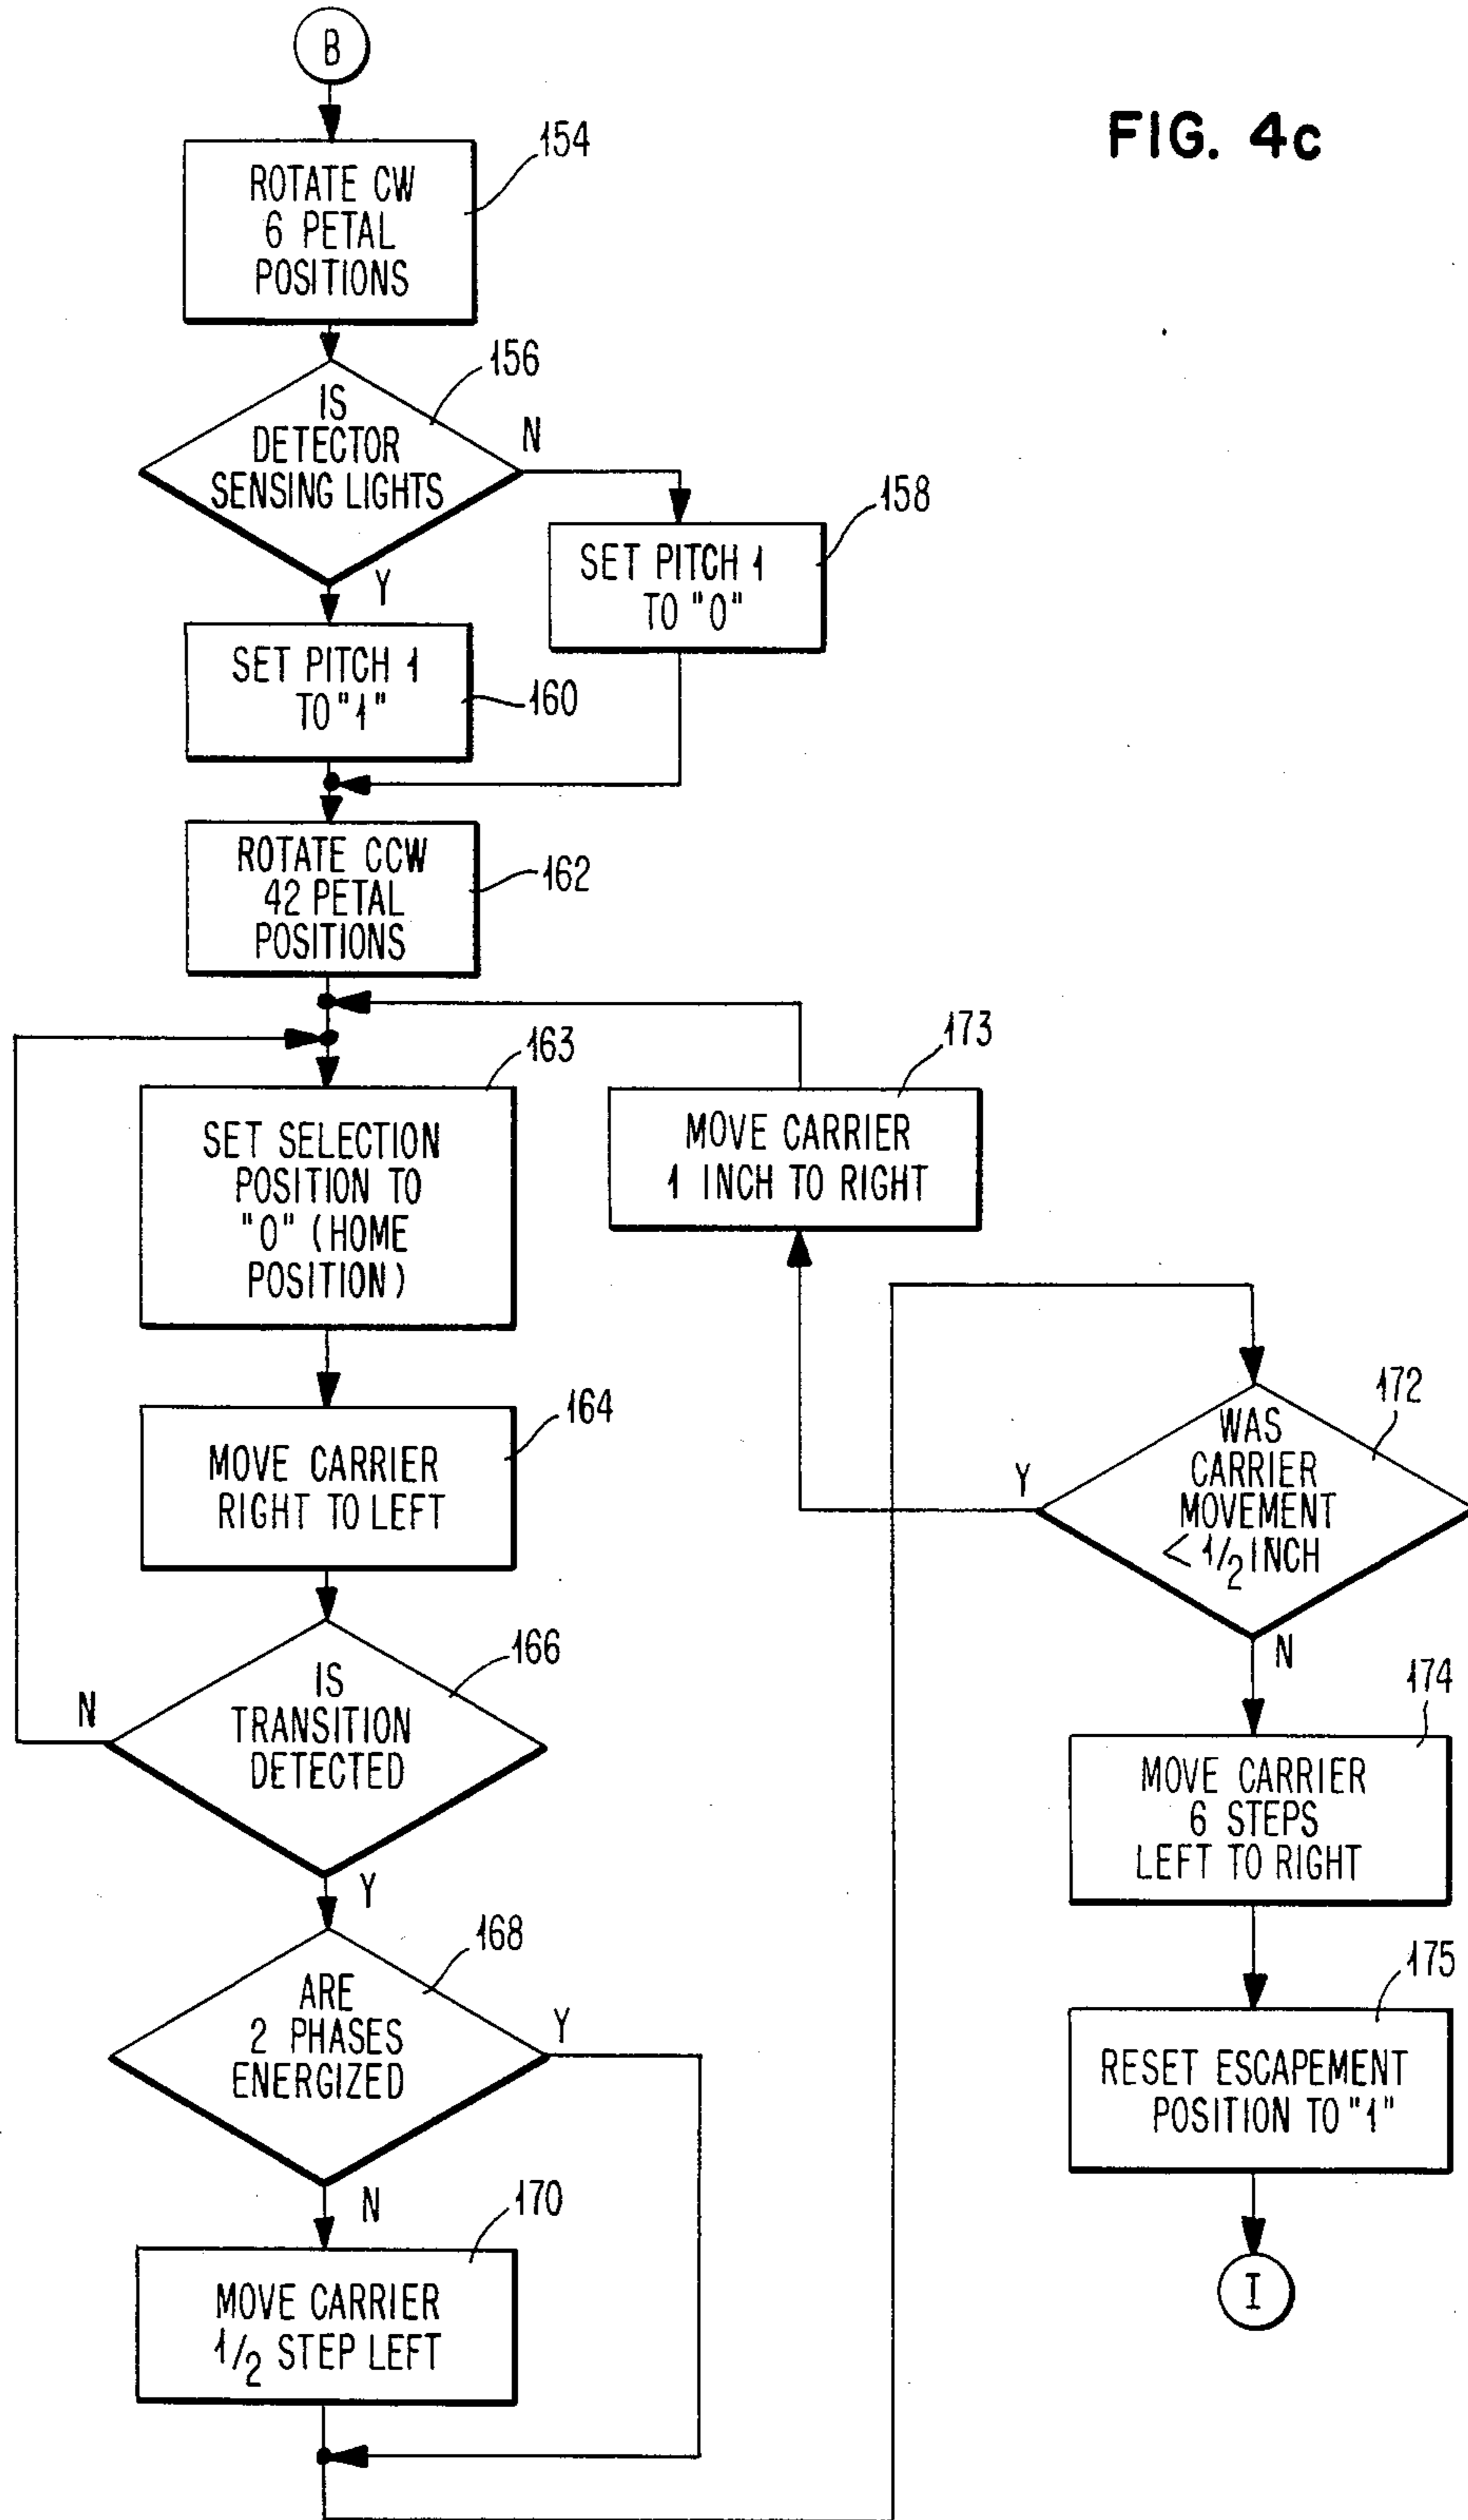 B
FIG. 4c
154
ROTATE CW
6 PETAL
POSITIONS
156
IS
DETECTOR
SENSING LIGHTS
N
Y
158
SET PITCH 1
TO "0"
SET PITCH 1
TO "1"
160
ROTATE CCW
42 PETAL
POSITIONS
162
163
SET SELECTION
POSITION TO
"0" (HOME
POSITION)
173
MOVE CARRIER
1 INCH TO RIGHT
164
MOVE CARRIER
RIGHT TO LEFT
172
WAS
CARRIER
MOVEMENT
< 1/2 INCH
Y
N
166
IS
TRANSITION
DETECTED
N
Y
174
MOVE CARRIER
6 STEPS
LEFT TO RIGHT
168
ARE
2 PHASES
ENERGIZED
Y
N
175
RESET ESCAPEMENT
POSITION TO "1"
170
MOVE CARRIER
1/2 STEP LEFT
I